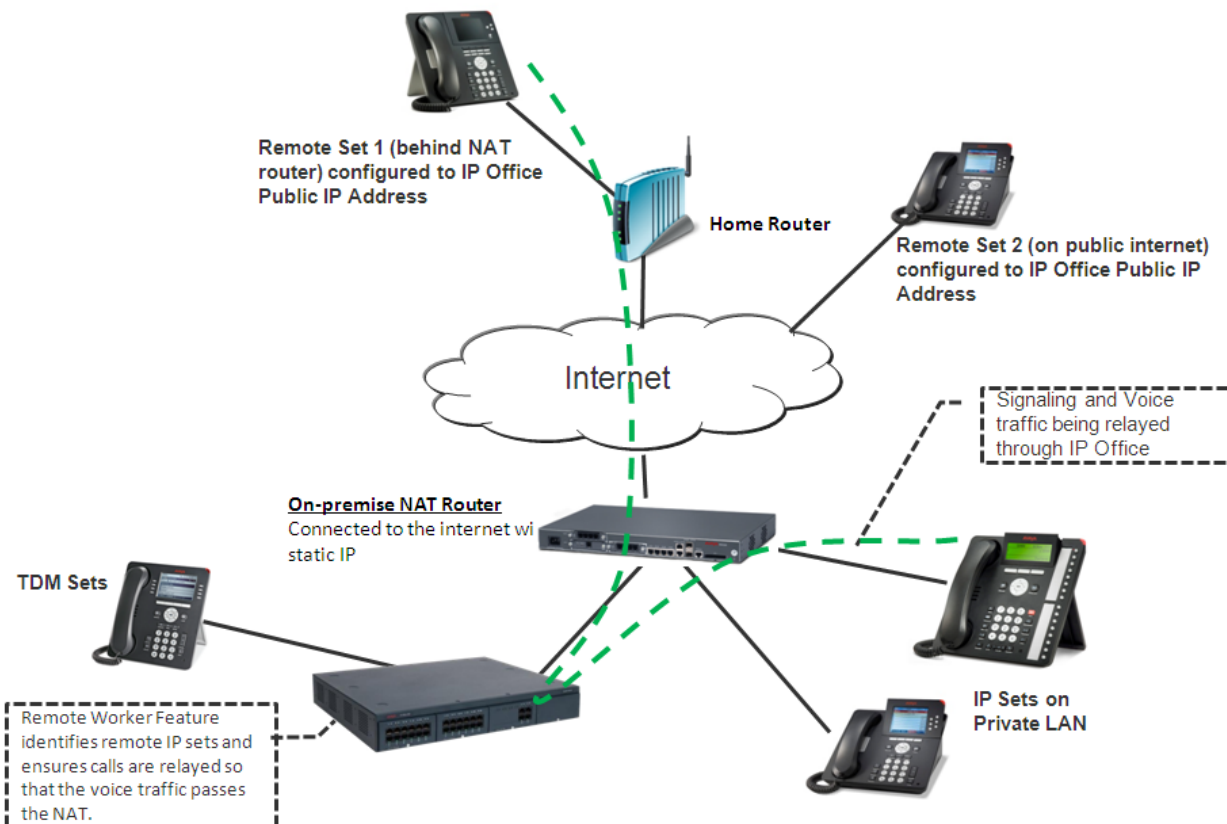 Remote Set 1 (behind NAT
router) configured to IP Office
Public IP Address
Home Router
Remote Set 2 (on public internet)
configured to IP Office Public IP
Address
Internet
Signaling and Voice
traffic being relayed
through IP Office
On-premise NAT Router
Connected to the internet wi
static IP
TDM Sets
IP Sets on
Private LAN
Remote Worker Feature
identifies remote IP sets and
ensures calls are relayed so
that the voice traffic passes
the NAT.